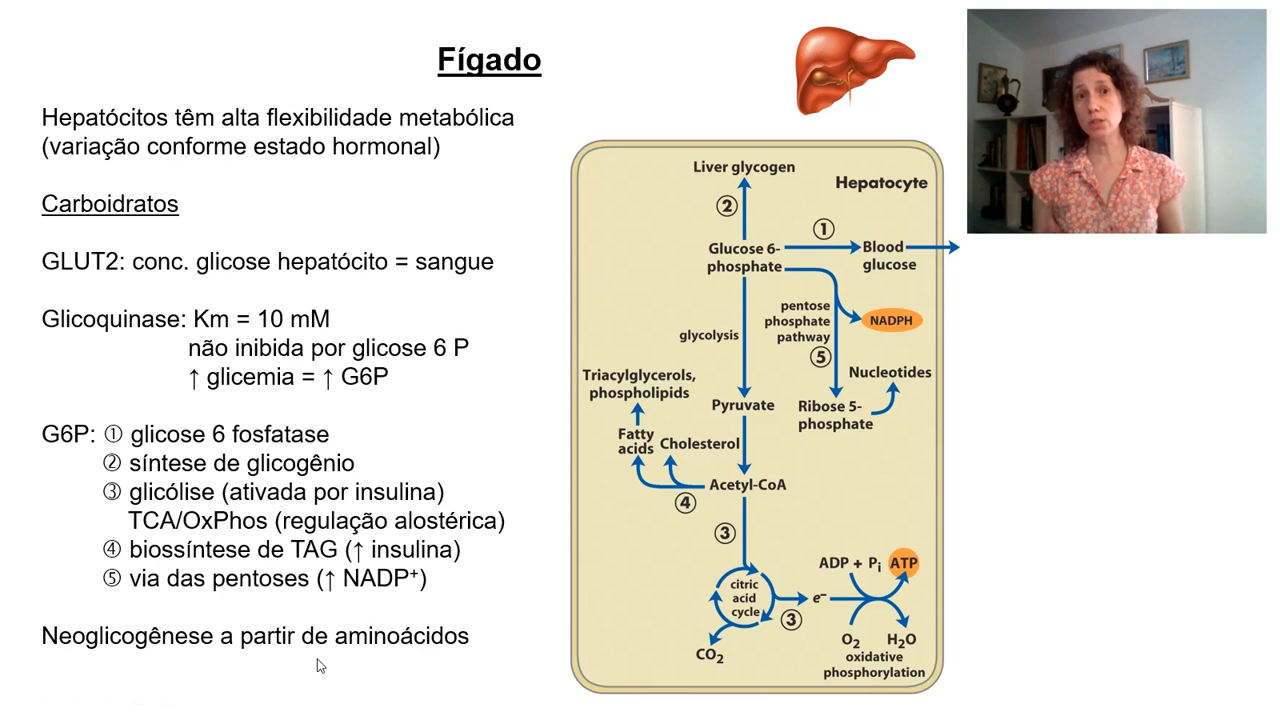 Fígado
Hepatócitos têm alta flexibilidade metabólica
(variação conforme estado hormonal)
Carboidratos
GLUT2: conc. glicose hepatócito = sangue
Glicoquinase: Km = 10 mM
não inibida por glicose 6 P
↑ glicemia = ↑ G6P
G6P: ① glicose 6 fosfatase
② síntese de glicogênio
③ glicólise (ativada por insulina)
TCA/OxPhos (regulação alostérica)
④ biossíntese de TAG (↑ insulina)
⑤ via das pentoses (↑ NADP⁺)
Neoglicogênese a partir de aminoácidos
Liver glycogen
Hepatocyte
②
①
Glucose 6-
phosphate
Blood
glucose
pentose
phosphate
pathway
NADPH
glycolysis
⑤
Nucleotides
Triacylglycerols,
phospholipids
Pyruvate
Ribose 5-
phosphate
Fatty
acids
Cholesterol
Acetyl-CoA
④
③
ADP + Pᵢ
ATP
citric
acid
cycle
e⁻
③
O₂
H₂O
CO₂
oxidative
phosphorylation